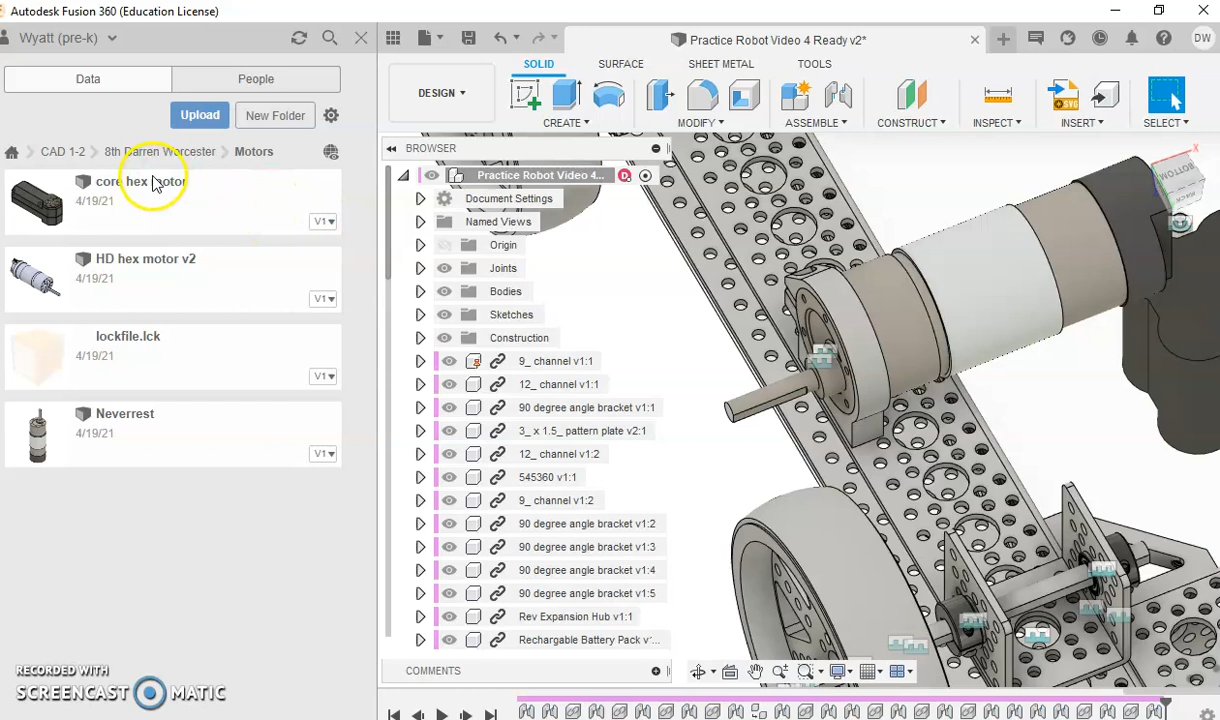 Autodesk Fusion 360 (Education License)
Wyatt (pre-k)
Practice Robot Video 4 Ready v2*
DW
Data
People
Upload
New Folder
CAD 1-2
8th Darren Worcester
Motors
core hex motor
4/19/21
V1
HD hex motor v2
4/19/21
V1
lockfile.lck
4/19/21
V1
Neverrest
4/19/21
V1
DESIGN
SOLID
SURFACE
SHEET METAL
TOOLS
CREATE
MODIFY
ASSEMBLE
CONSTRUCT
INSPECT
INSERT
SELECT
SVG
BROWSER
Practice Robot Video 4...
Document Settings
Named Views
Origin
Joints
Bodies
Sketches
Construction
9_ channel v1:1
12_ channel v1:1
90 degree angle bracket v1:1
3_ x 1.5_ pattern plate v2:1
12_ channel v1:2
545360 v1:1
9_ channel v1:2
90 degree angle bracket v1:2
90 degree angle bracket v1:3
90 degree angle bracket v1:4
90 degree angle bracket v1:5
Rev Expansion Hub v1:1
Rechargable Battery Pack v'...
COMMENTS
X
BOTTOM
BACK
RECORDED WITH
SCREENCAST MATIC